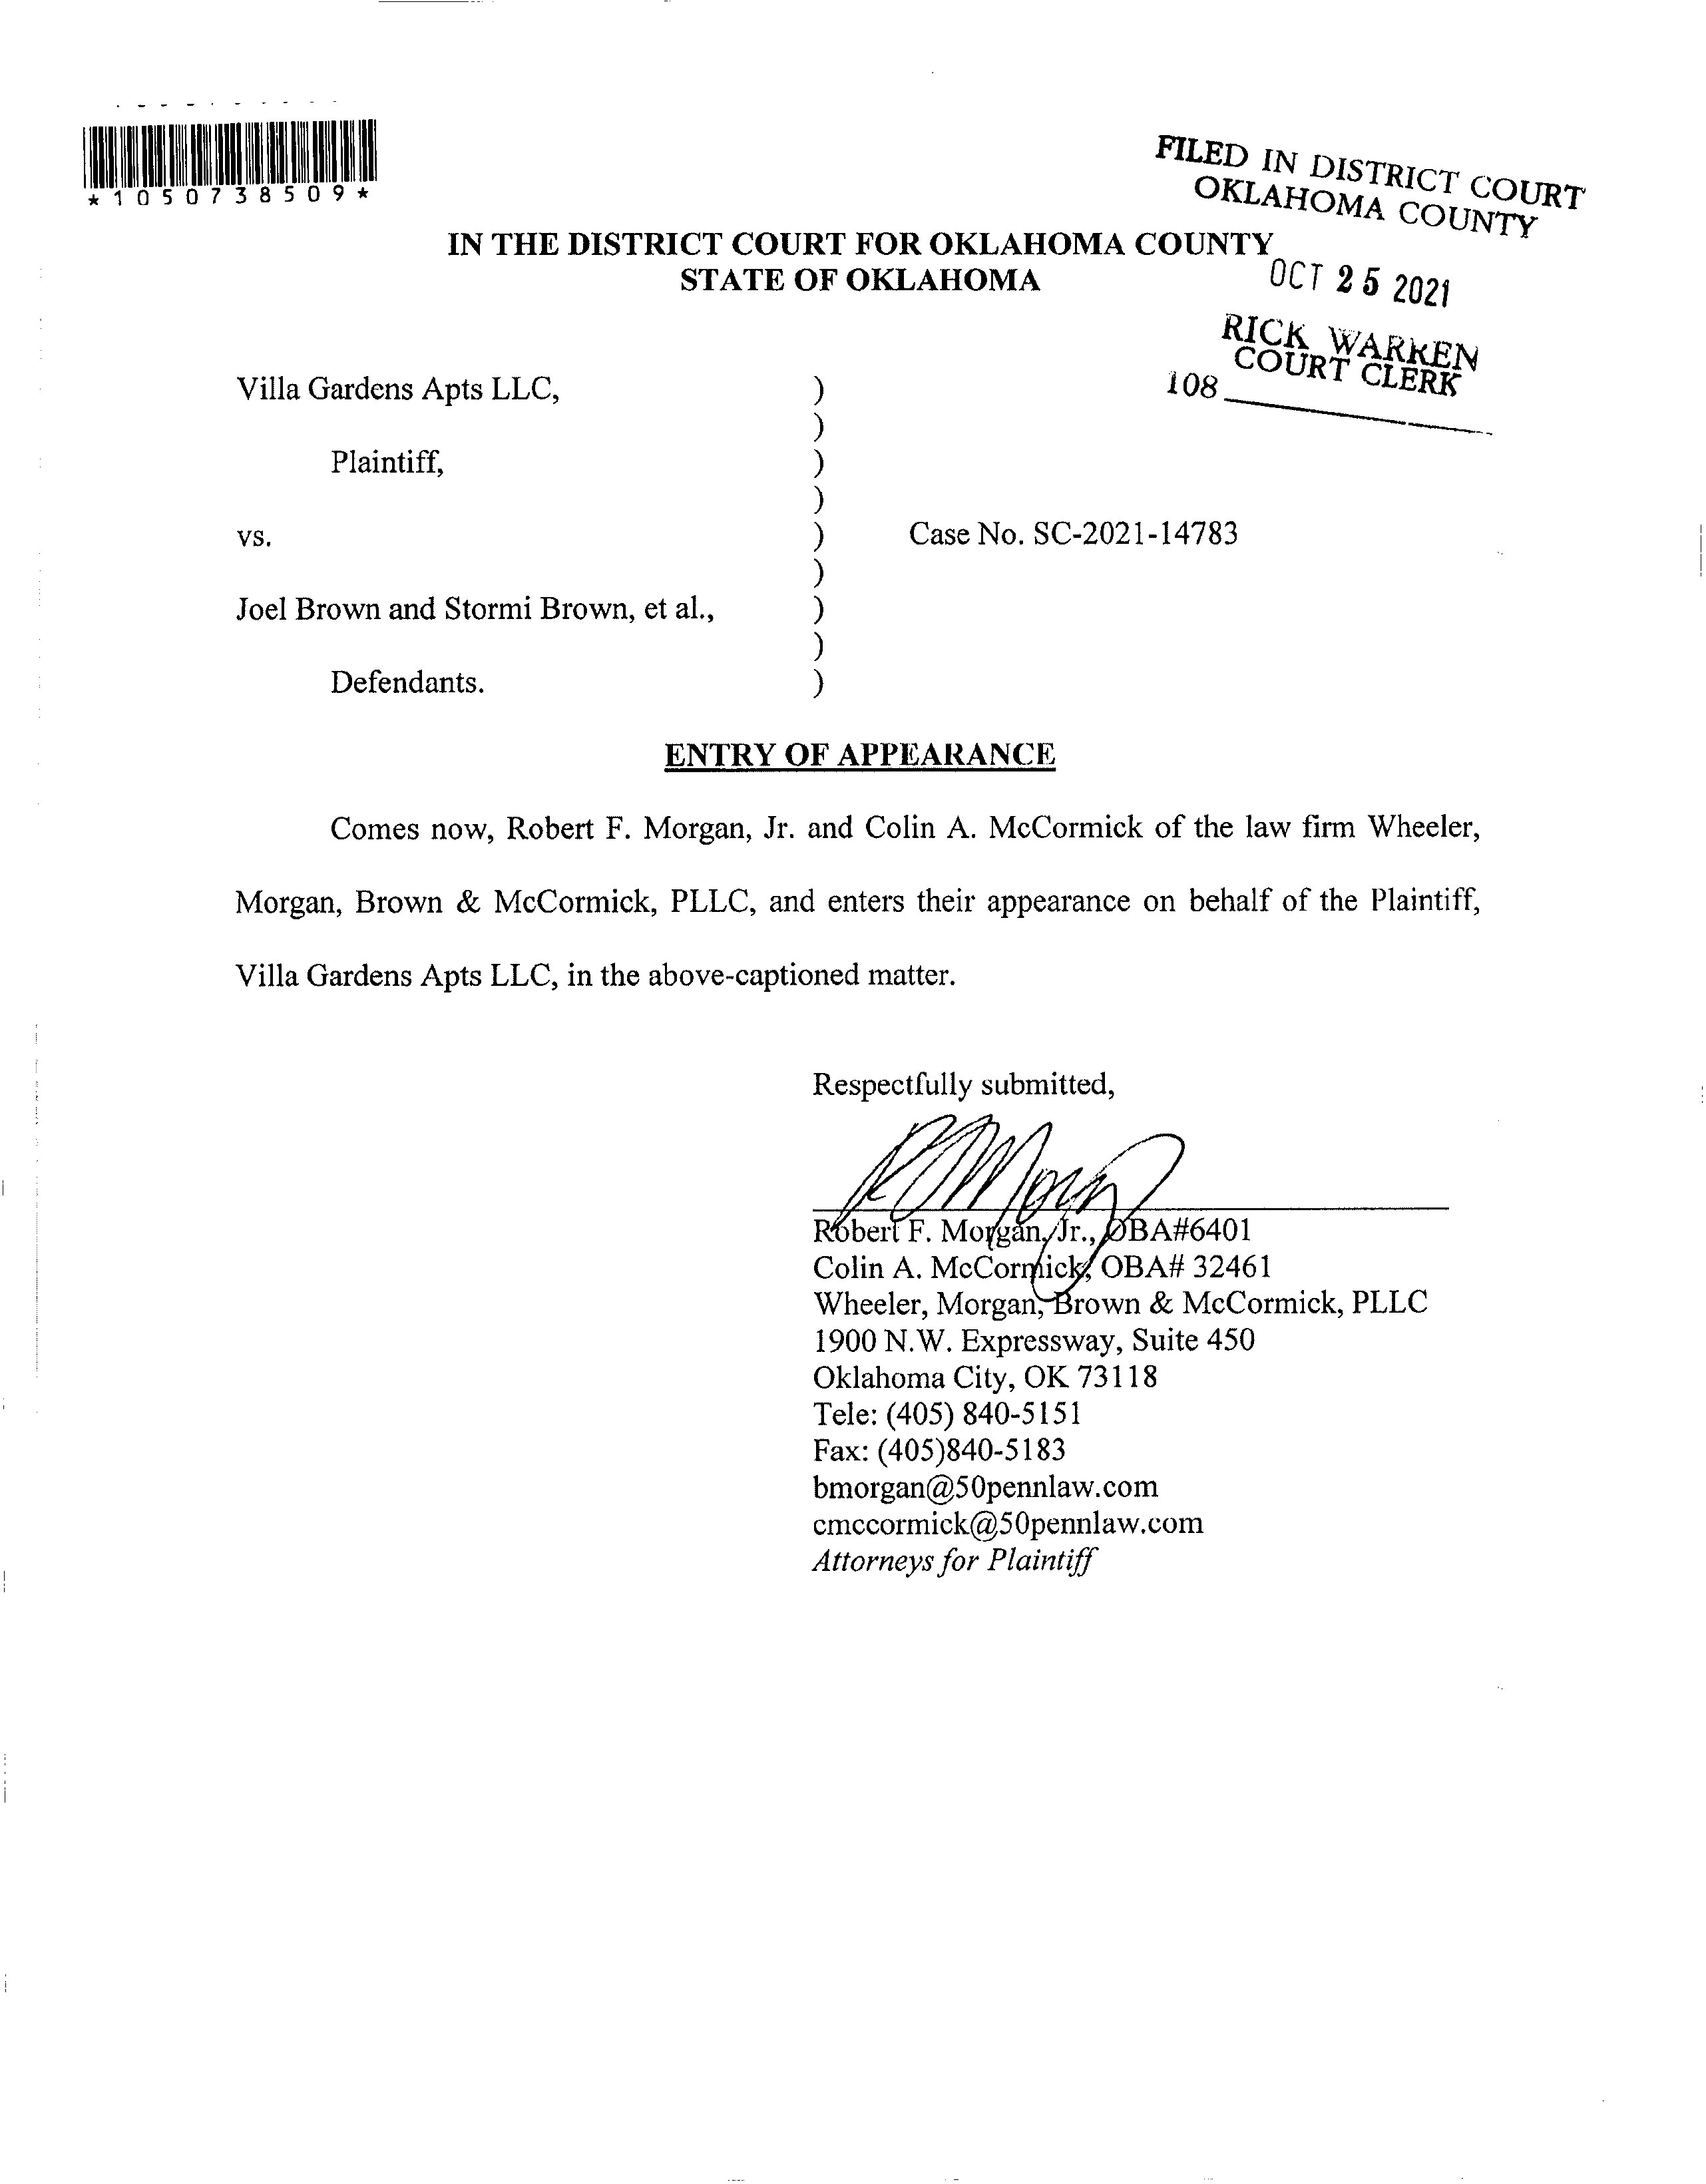 *1050738509*
FILED IN DISTRICT COURT
OKLAHOMA COUNTY
IN THE DISTRICT COURT FOR OKLAHOMA COUNTY
STATE OF OKLAHOMA
OCT 25 2021
RICK WARREN
COURT CLERK
108
Villa Gardens Apts LLC, )
)
Plaintiff, )
)
vs. ) Case No. SC-2021-14783
)
Joel Brown and Stormi Brown, et al., )
)
Defendants. )
ENTRY OF APPEARANCE
Comes now, Robert F. Morgan, Jr. and Colin A. McCormick of the law firm Wheeler,
Morgan, Brown & McCormick, PLLC, and enters their appearance on behalf of the Plaintiff,
Villa Gardens Apts LLC, in the above-captioned matter.
Respectfully submitted,
Robert F. Morgan, Jr., OBA#6401
Colin A. McCormick, OBA# 32461
Wheeler, Morgan, Brown & McCormick, PLLC
1900 N.W. Expressway, Suite 450
Oklahoma City, OK 73118
Tele: (405) 840-5151
Fax: (405)840-5183
bmorgan@50pennlaw.com
cmccormick@50pennlaw.com
Attorneys for Plaintiff